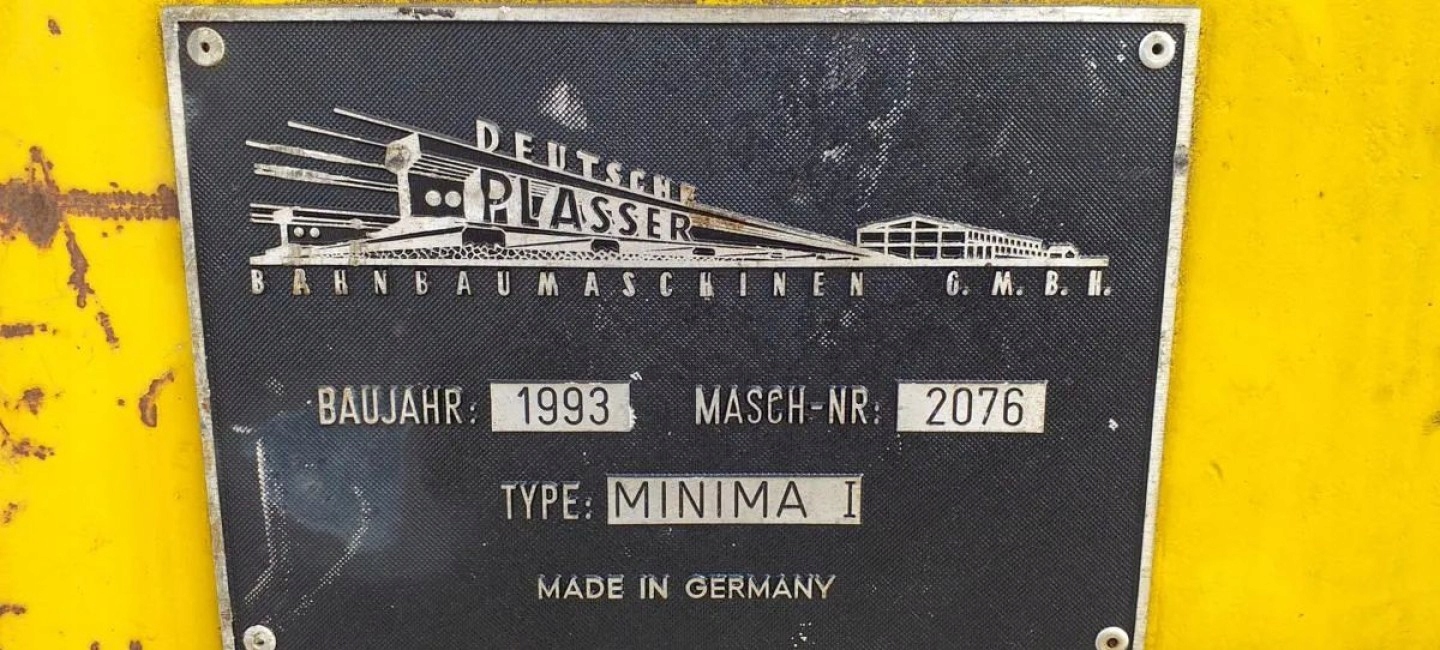 DEUTSCHE
PLASSER
BAHNBAUMASCHINEN G.M.B.H.
BAUJAHR: 1993 MASCH-NR: 2076
TYPE: MINIMA I
MADE IN GERMANY